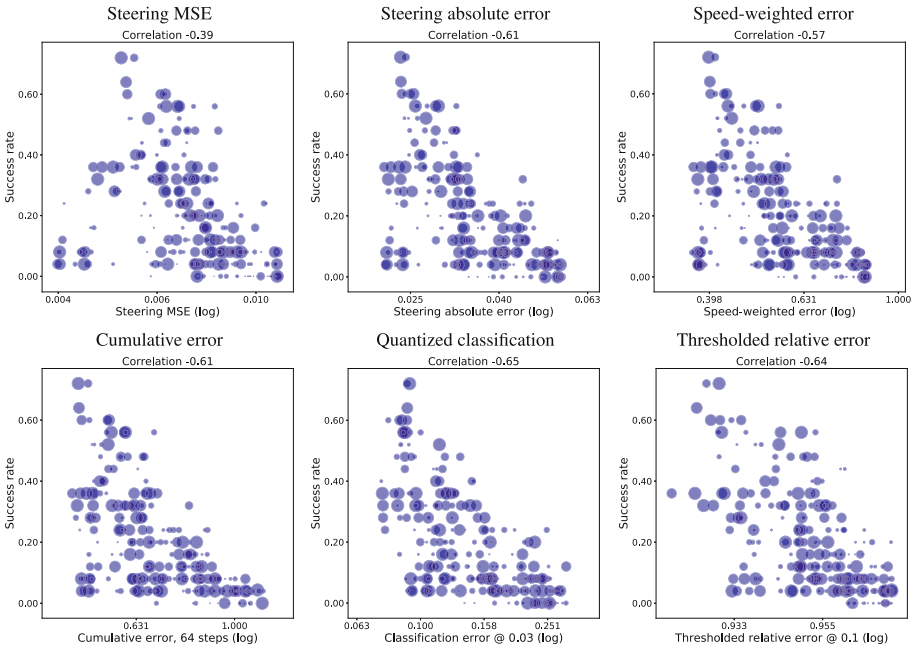 Steering MSE
Correlation -0.39
Success rate
0.60
0.40
0.20
0.00
0.004
0.006
0.010
Steering MSE (log)
Steering absolute error
Correlation -0.61
Success rate
0.60
0.40
0.20
0.00
0.025
0.040
0.063
Steering absolute error (log)
Speed-weighted error
Correlation -0.57
Success rate
0.60
0.40
0.20
0.00
0.398
0.631
1.000
Speed-weighted error (log)
Cumulative error
Correlation -0.61
Success rate
0.60
0.40
0.20
0.00
0.631
1.000
Cumulative error, 64 steps (log)
Quantized classification
Correlation -0.65
Success rate
0.60
0.40
0.20
0.00
0.063
0.100
0.158
0.251
Classification error @ 0.03 (log)
Thresholded relative error
Correlation -0.64
Success rate
0.60
0.40
0.20
0.00
0.933
0.955
Thresholded relative error @ 0.1 (log)